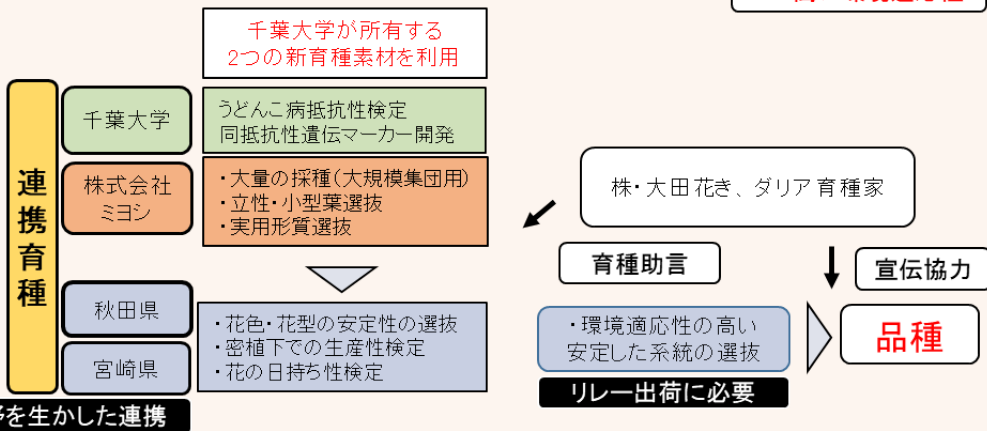 千葉大学が所有する
2つの新育種素材を利用
連携育種
千葉大学
うどんこ病抵抗性検定
同抵抗性遺伝マーカー開発
株式会社
ミヨシ
・大量の採種(大規模集団用)
・立性・小型葉選抜
・実用形質選抜
株・大田花き、ダリア育種家
育種助言
宣伝協力
秋田県
宮崎県
・花色・花型の安定性の選抜
・密植下での生産性検定
・花の日持ち性検定
・環境適応性の高い
安定した系統の選抜
品種
リレー出荷に必要
を生かした連携